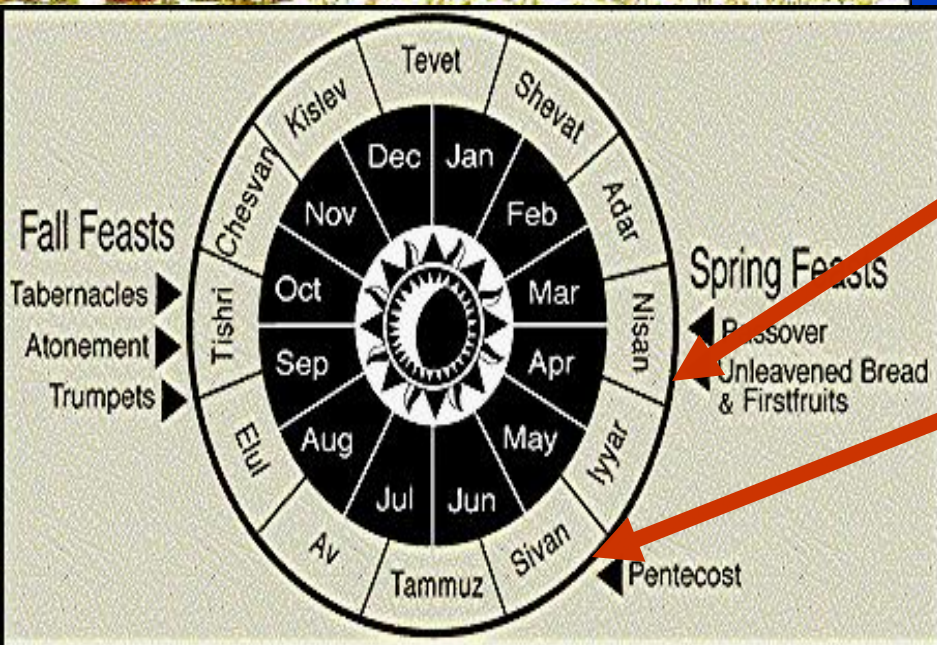 Tevet
Shevat
Adar
Nisan
Iyyar
Sivan
Tammuz
Av
Elul
Tishri
Chesvan
Kislev
Jan
Feb
Mar
Apr
May
Jun
Jul
Aug
Sep
Oct
Nov
Dec
Fall Feasts
Tabernacles
Atonement
Trumpets
Spring Feasts
Passover
Unleavened Bread
& Firstfruits
Pentecost